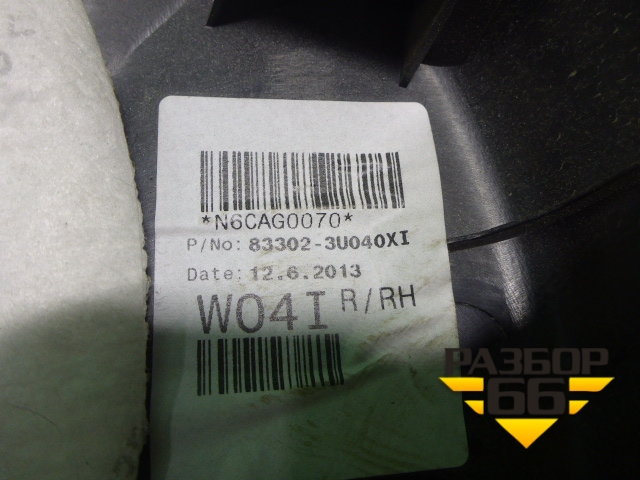 *N6CAG0070*
P/No: 83302-3U040XI
Date: 12.6.2013
W04I R/RH
РАЗБОР
66